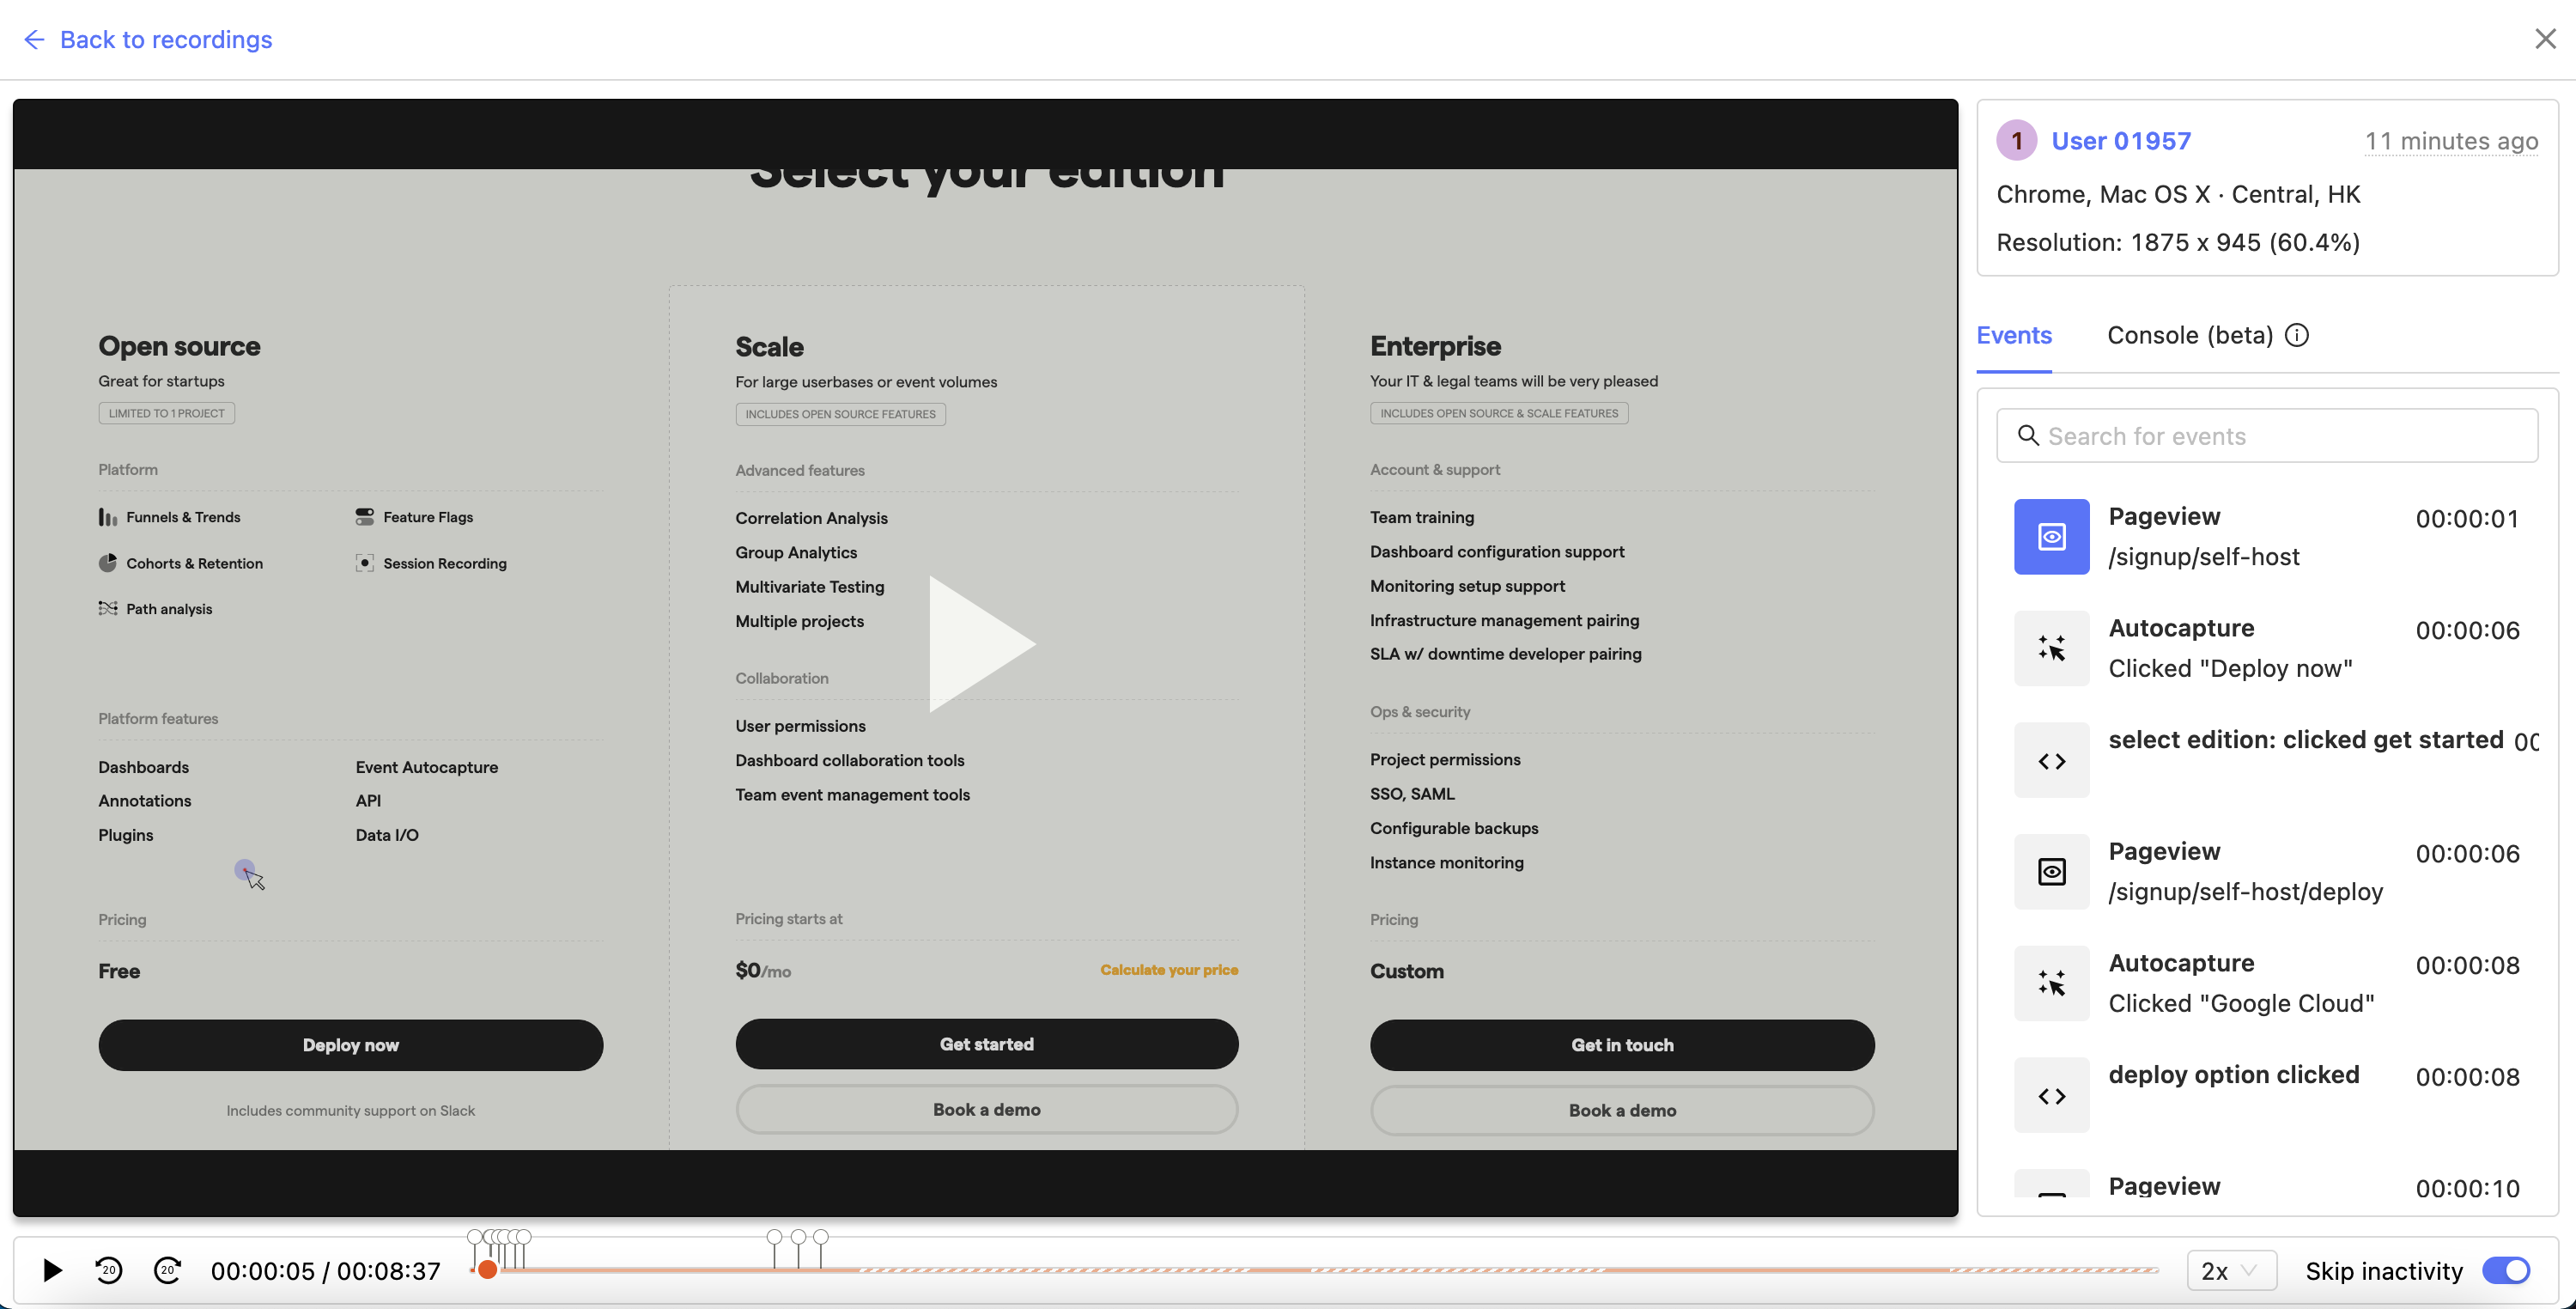 Back to recordings
Select your edition
Open source
Great for startups
LIMITED TO 1 PROJECT
Platform
Funnels & Trends
Feature Flags
Cohorts & Retention
Session Recording
Path analysis
Platform features
Dashboards
Event Autocapture
Annotations
API
Plugins
Data I/O
Pricing
Free
Deploy now
Includes community support on Slack
Scale
For large userbases or event volumes
INCLUDES OPEN SOURCE FEATURES
Advanced features
Correlation Analysis
Group Analytics
Multivariate Testing
Multiple projects
Collaboration
User permissions
Dashboard collaboration tools
Team event management tools
Pricing starts at
$0/mo
Calculate your price
Get started
Book a demo
Enterprise
Your IT & legal teams will be very pleased
INCLUDES OPEN SOURCE & SCALE FEATURES
Account & support
Team training
Dashboard configuration support
Monitoring setup support
Infrastructure management pairing
SLA w/ downtime developer pairing
Ops & security
Project permissions
SSO, SAML
Configurable backups
Instance monitoring
Pricing
Custom
Get in touch
Book a demo
1 User 01957 11 minutes ago
Chrome, Mac OS X · Central, HK
Resolution: 1875 x 945 (60.4%)
Events Console (beta)
Search for events
Pageview 00:00:01
/signup/self-host
Autocapture 00:00:06
Clicked "Deploy now"
select edition: clicked get started 00
Pageview 00:00:06
/signup/self-host/deploy
Autocapture 00:00:08
Clicked "Google Cloud"
deploy option clicked 00:00:08
Pageview 00:00:10
20 20 00:00:05 / 00:08:37
2x Skip inactivity